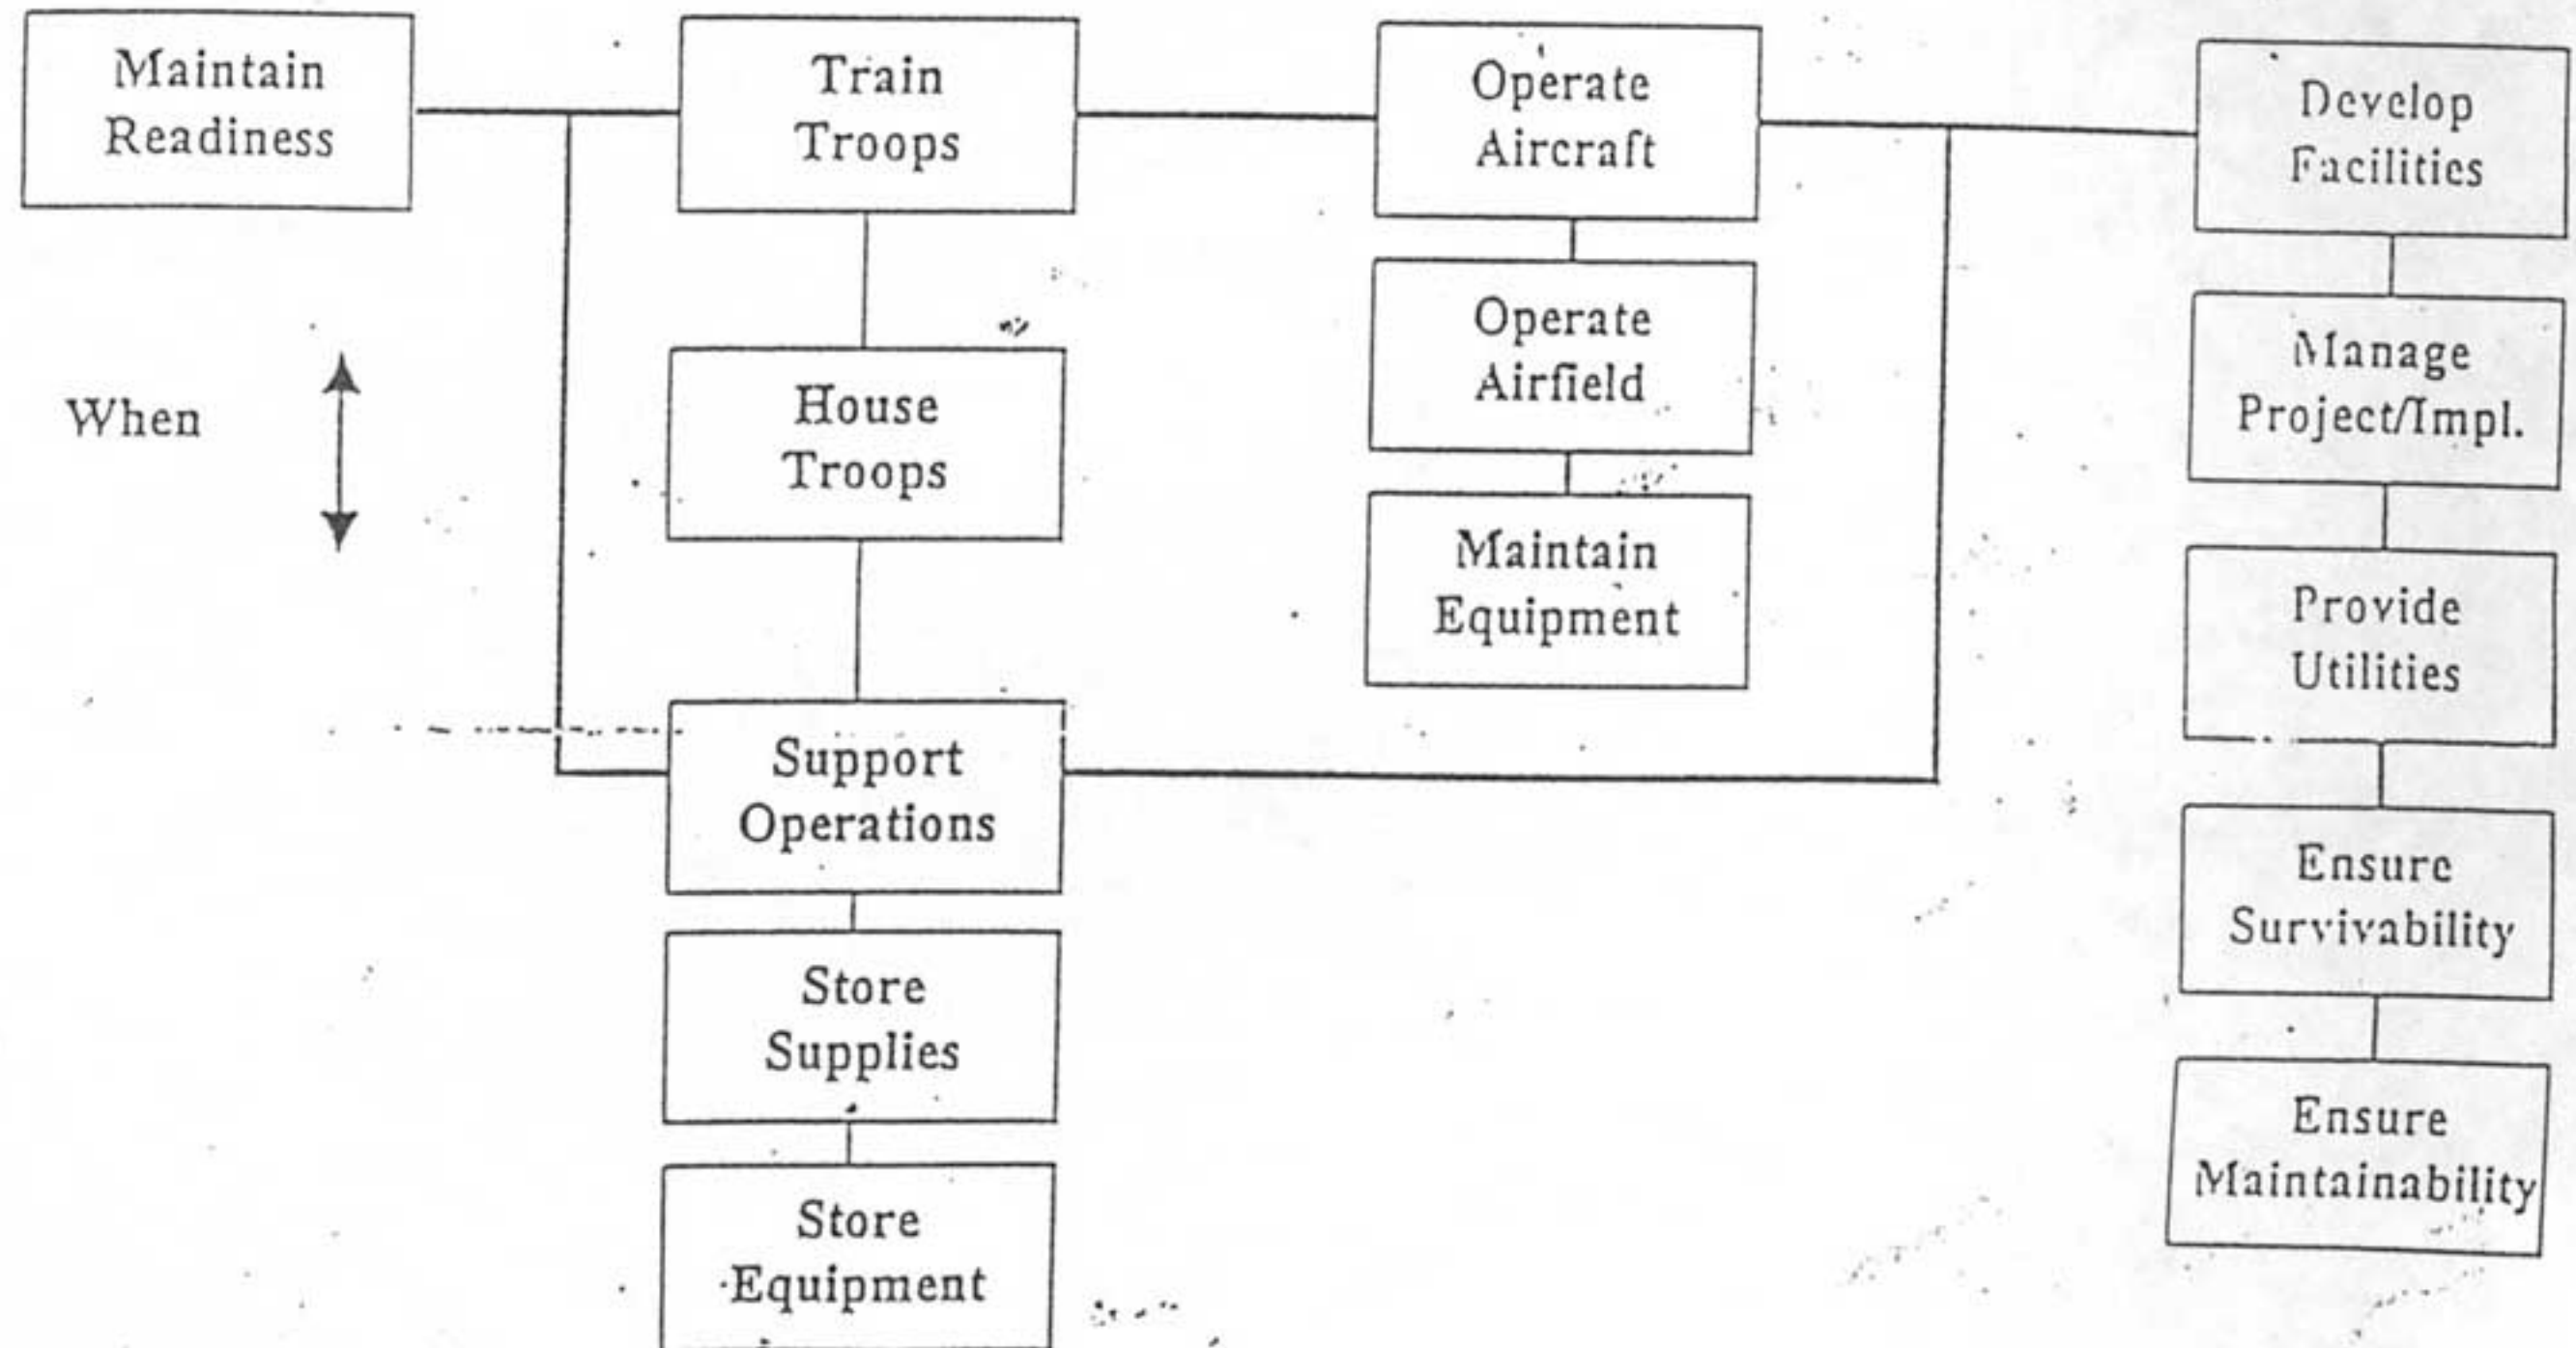 Maintain
Readiness
Train
Troops
Operate
Aircraft
Develop
Facilities
When
House
Troops
Operate
Airfield
Maintain
Equipment
Manage
Project/Impl.
Provide
Utilities
Support
Operations
Ensure
Survivability
Store
Supplies
Ensure
Maintainability
Store
Equipment